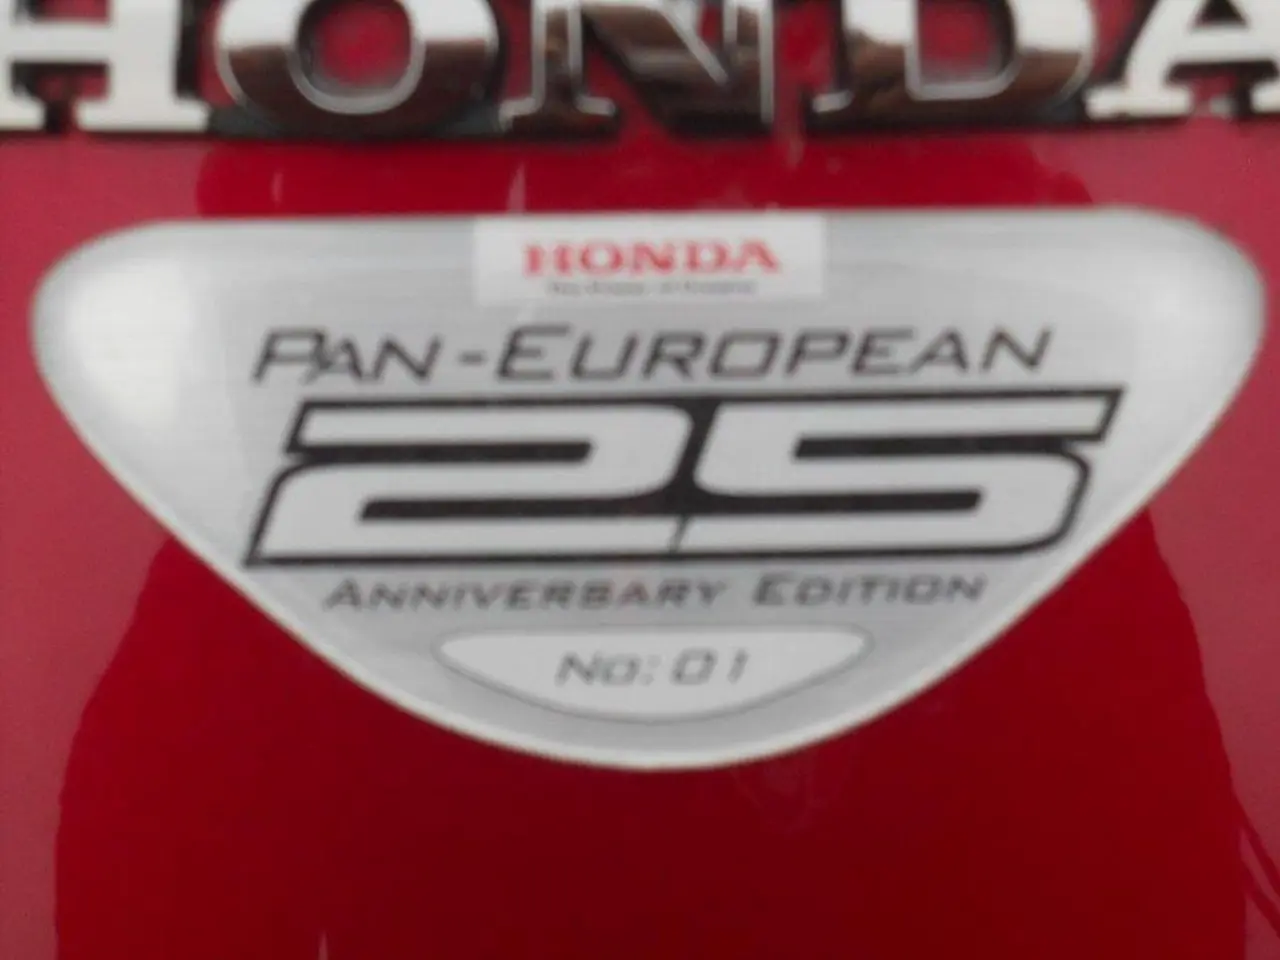 HONDA
HONDA
PAN-EUROPEAN
25
ANNIVERSARY EDITION
No: 01